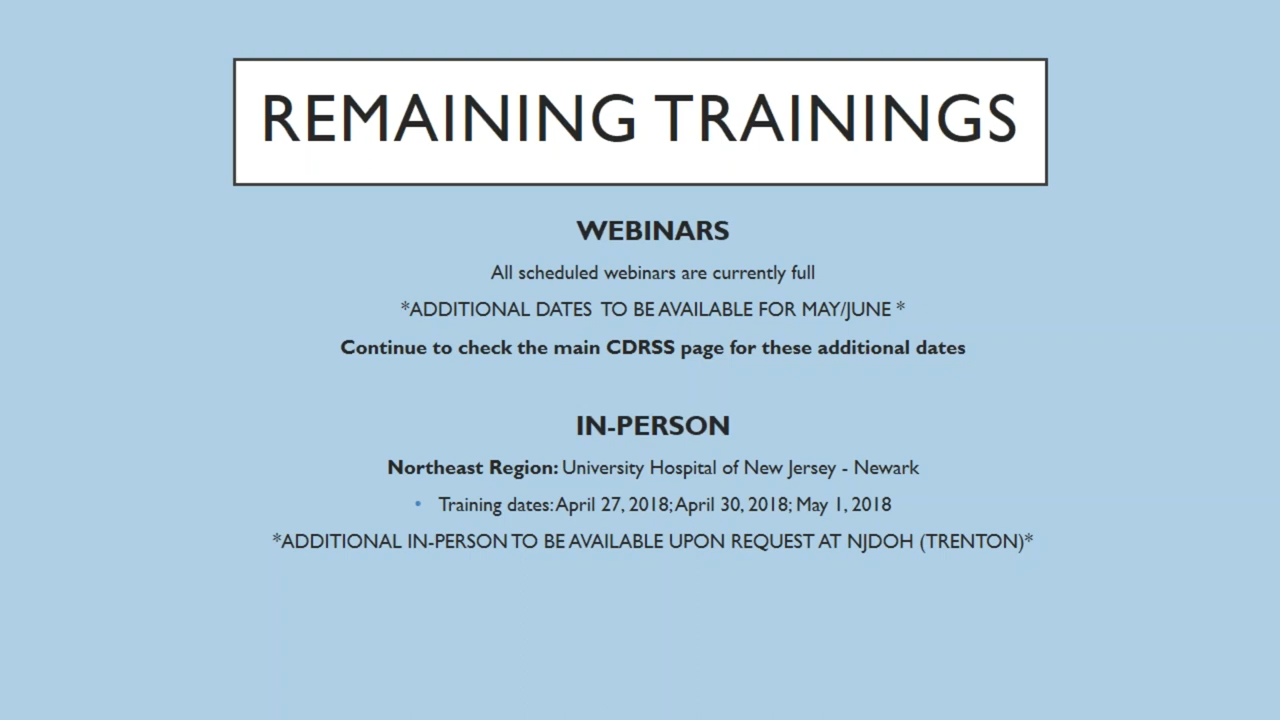 REMAINING TRAININGS
WEBINARS
All scheduled webinars are currently full
*ADDITIONAL DATES TO BE AVAILABLE FOR MAY/JUNE *
Continue to check the main CDRSS page for these additional dates
IN-PERSON
Northeast Region: University Hospital of New Jersey - Newark
• Training dates: April 27, 2018; April 30, 2018; May 1, 2018
*ADDITIONAL IN-PERSON TO BE AVAILABLE UPON REQUEST AT NJDOH (TRENTON)*